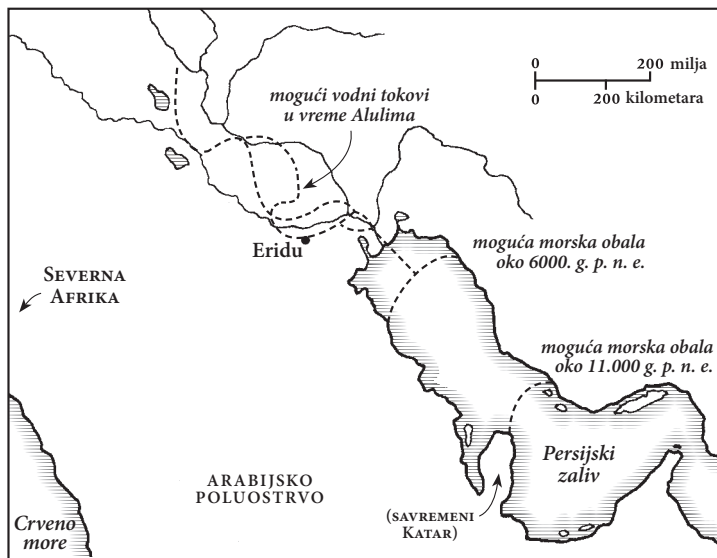 0 200 milja
0 200 kilometara
mogući vodni tokovi
u vreme Alulima
Eridu
moguća morska obala
oko 6000. g. p. n. e.
SEVERNA
AFRIKA
moguća morska obala
oko 11.000 g. p. n. e.
ARABIJSKO
POLUOSTRVO
Persijski
zaliv
(SAVREMENI
KATAR)
Crveno
more